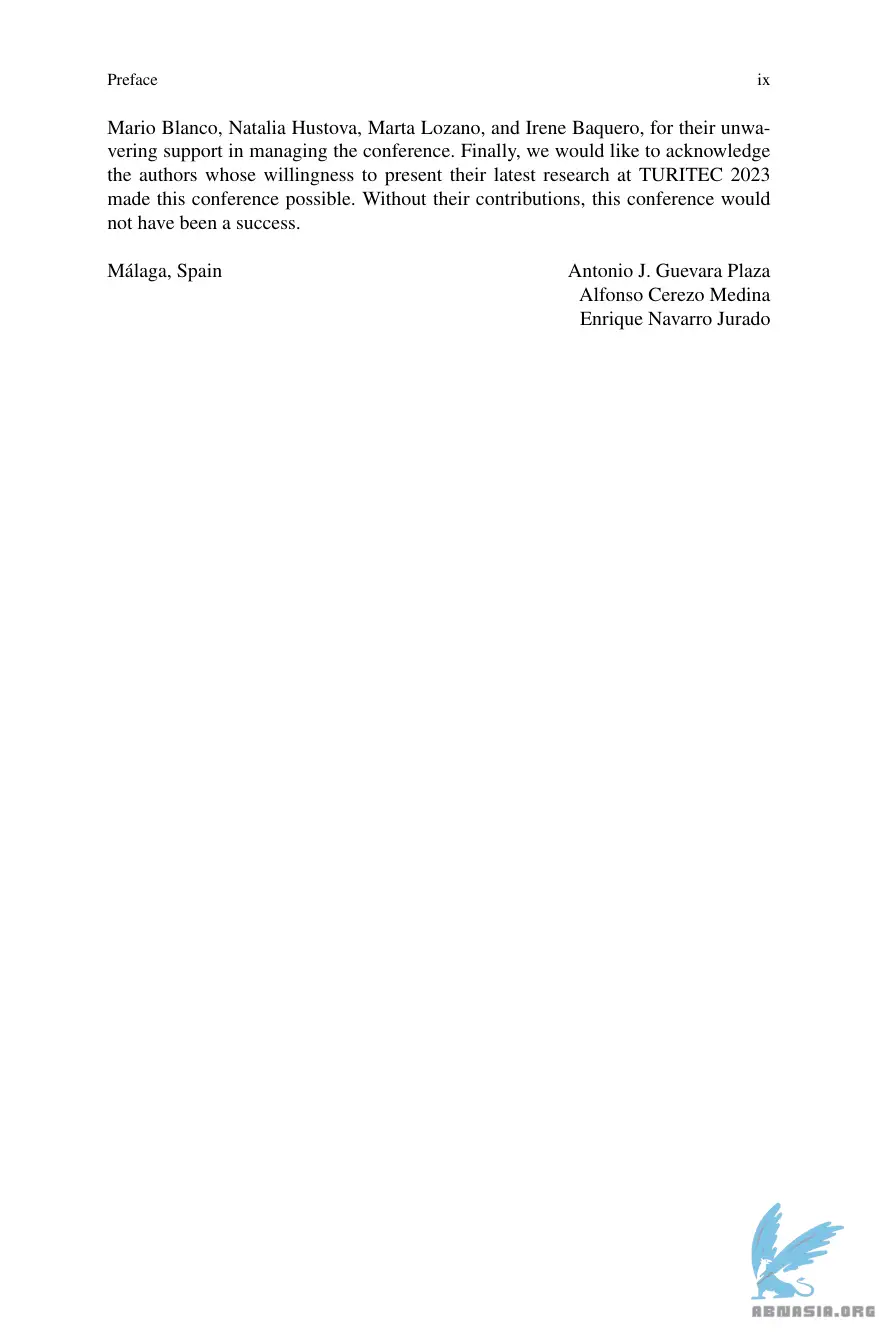 Preface ix
Mario Blanco, Natalia Hustova, Marta Lozano, and Irene Baquero, for their unwa-
vering support in managing the conference. Finally, we would like to acknowledge
the authors whose willingness to present their latest research at TURITEC 2023
made this conference possible. Without their contributions, this conference would
not have been a success.
Málaga, Spain Antonio J. Guevara Plaza
Alfonso Cerezo Medina
Enrique Navarro Jurado
ABNASIA.ORG